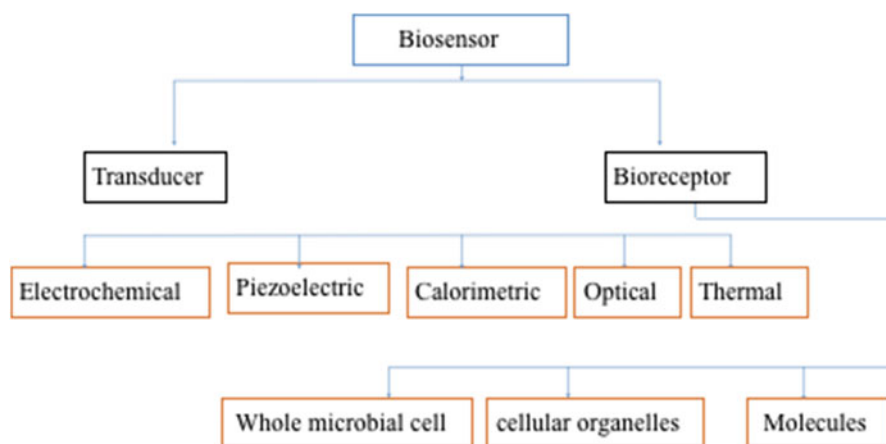 Biosensor
Transducer
Bioreceptor
Electrochemical
Piezoelectric
Calorimetric
Optical
Thermal
Whole microbial cell
cellular organelles
Molecules